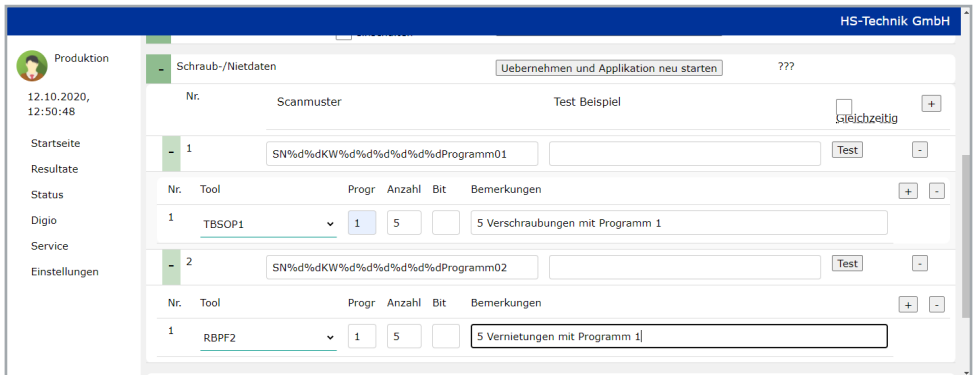 HS-Technik GmbH
Produktion
12.10.2020,
12:50:48
Startseite
Resultate
Status
Digio
Service
Einstellungen
- Schraub-/Nietdaten Uebernehmen und Applikation neu starten ???
Nr. Scanmuster Test Beispiel Gleichzeitig +
- 1 SN%d%dKW%d%d%d%d%d%dProgramm01 Test -
Nr. Tool Progr Anzahl Bit Bemerkungen + -
1 TBSOP1 1 5 5 Verschraubungen mit Programm 1
- 2 SN%d%dKW%d%d%d%d%d%dProgramm02 Test -
Nr. Tool Progr Anzahl Bit Bemerkungen + -
1 RBPF2 1 5 5 Vernietungen mit Programm 1